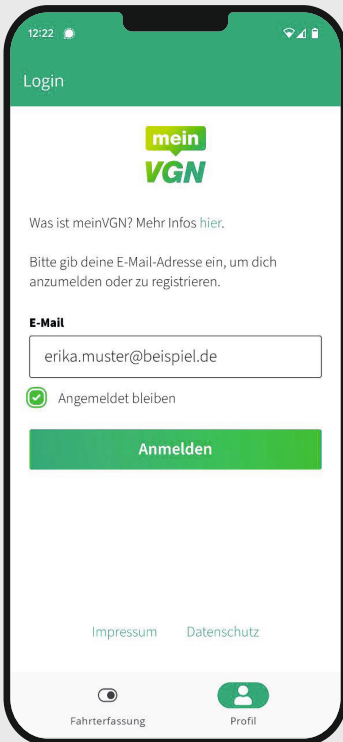 12:22
Login
mein
VGN
Was ist meinVGN? Mehr Infos hier.
Bitte gib deine E-Mail-Adresse ein, um dich
anzumelden oder zu registrieren.
E-Mail
erika.muster@beispiel.de
Angemeldet bleiben
Anmelden
Impressum Datenschutz
Fahrterfassung Profil